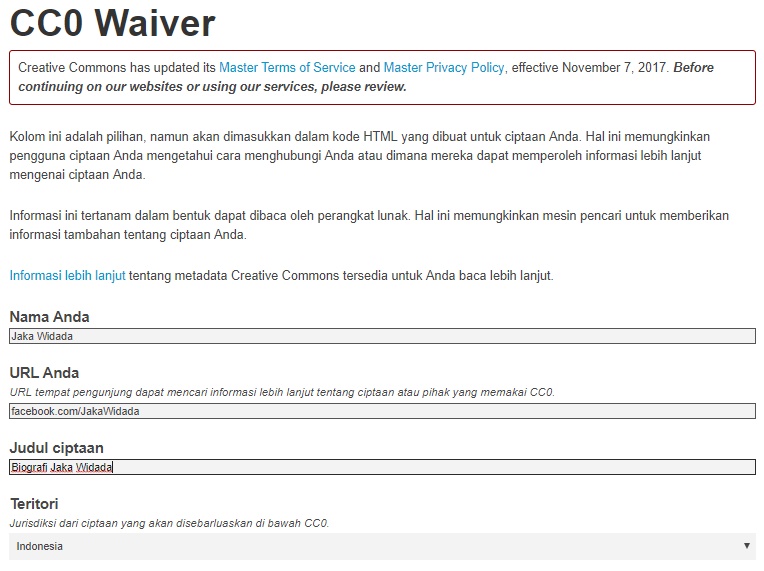 CC0 Waiver
Creative Commons has updated its Master Terms of Service and Master Privacy Policy, effective November 7, 2017. Before
continuing on our websites or using our services, please review.
Kolom ini adalah pilihan, namun akan dimasukkan dalam kode HTML yang dibuat untuk ciptaan Anda. Hal ini memungkinkan
pengguna ciptaan Anda mengetahui cara menghubungi Anda atau dimana mereka dapat memperoleh informasi lebih lanjut
mengenai ciptaan Anda.
Informasi ini tertanam dalam bentuk dapat dibaca oleh perangkat lunak. Hal ini memungkinkan mesin pencari untuk memberikan
informasi tambahan tentang ciptaan Anda.
Informasi lebih lanjut tentang metadata Creative Commons tersedia untuk Anda baca lebih lanjut.
Nama Anda
Jaka Widada
URL Anda
URL tempat pengunjung dapat mencari informasi lebih lanjut tentang ciptaan atau pihak yang memakai CC0.
facebook.com/JakaWidada
Judul ciptaan
Biografi Jaka Widada
Teritori
Jurisdiksi dari ciptaan yang akan disebarluaskan di bawah CC0.
Indonesia